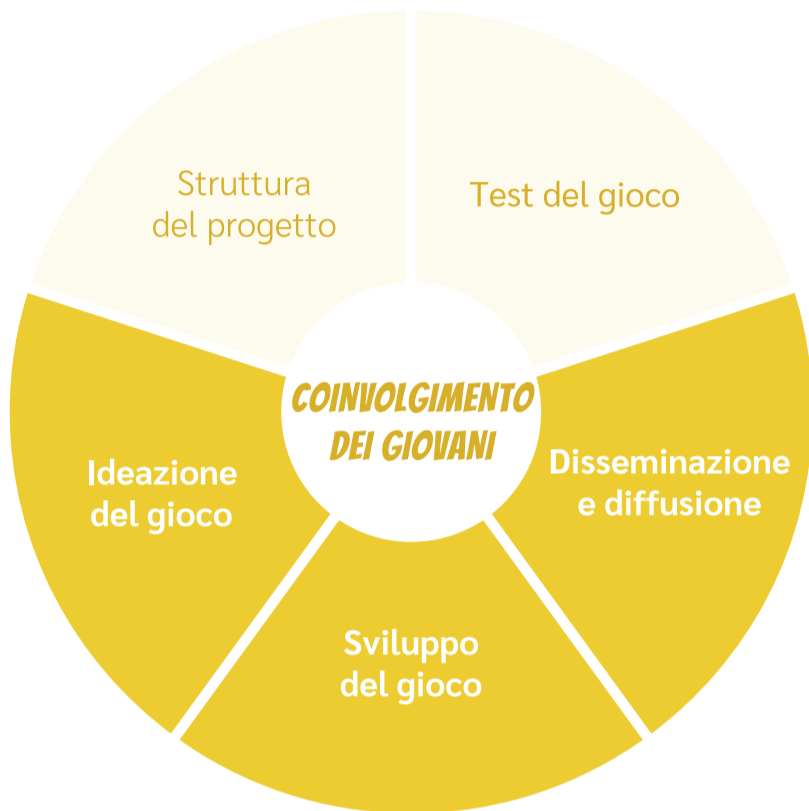 Struttura
del progetto
Test del gioco
COINVOLGIMENTO
DEI GIOVANI
Ideazione
del gioco
Disseminazione
e diffusione
Sviluppo
del gioco